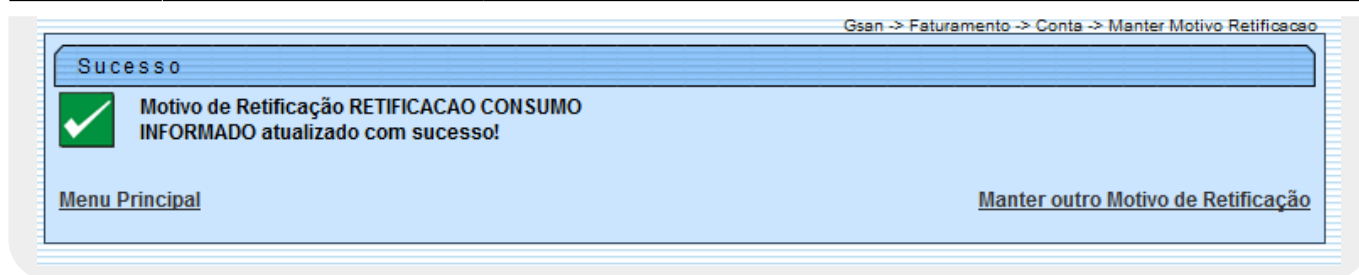 Gsan -> Faturamento -> Conta -> Manter Motivo Retificacao
Sucesso
Motivo de Retificação RETIFICACAO CONSUMO
INFORMADO atualizado com sucesso!
Menu Principal
Manter outro Motivo de Retificação